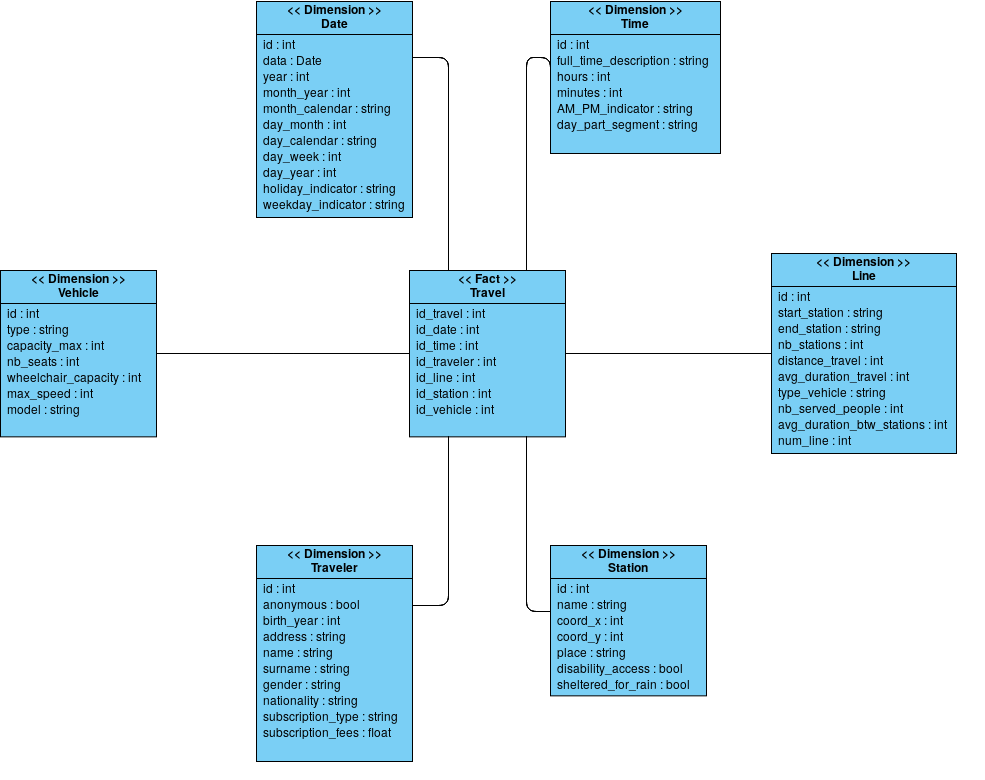 << Dimension >>
Date
id : int
data : Date
year : int
month_year : int
month_calendar : string
day_month : int
day_calendar : string
day_week : int
day_year : int
holiday_indicator : string
weekday_indicator : string
<< Dimension >>
Time
id : int
full_time_description : string
hours : int
minutes : int
AM_PM_indicator : string
day_part_segment : string
<< Dimension >>
Vehicle
id : int
type : string
capacity_max : int
nb_seats : int
wheelchair_capacity : int
max_speed : int
model : string
<< Fact >>
Travel
id_travel : int
id_date : int
id_time : int
id_traveler : int
id_line : int
id_station : int
id_vehicle : int
<< Dimension >>
Line
id : int
start_station : string
end_station : string
nb_stations : int
distance_travel : int
avg_duration_travel : int
type_vehicle : string
nb_served_people : int
avg_duration_btw_stations : int
num_line : int
<< Dimension >>
Traveler
id : int
anonymous : bool
birth_year : int
address : string
name : string
surname : string
gender : string
nationality : string
subscription_type : string
subscription_fees : float
<< Dimension >>
Station
id : int
name : string
coord_x : int
coord_y : int
place : string
disability_access : bool
sheltered_for_rain : bool